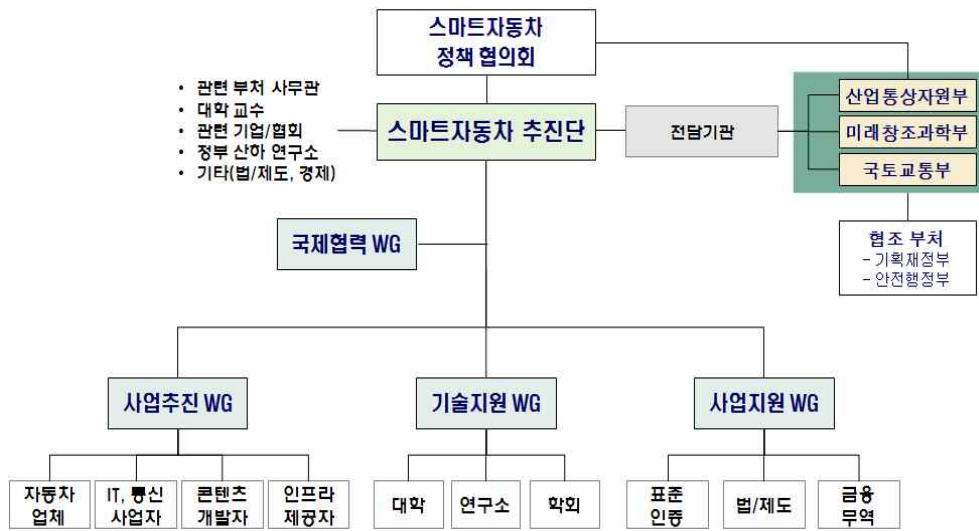 스마트자동차
정책 협의회
• 관련 부처 사무관
• 대학 교수
• 관련 기업/협회
• 정부 산하 연구소
• 기타(법/제도, 경제)
스마트자동차 추진단
전담기관
산업통상자원부
미래창조과학부
국토교통부
협조 부처
– 기획재정부
– 안전행정부
국제협력 WG
사업추진 WG
기술지원 WG
사업지원 WG
자동차
업체
IT, 통신
사업자
콘텐츠
개발자
인프라
제공자
대학
연구소
학회
표준
인증
법/제도
금융
무역